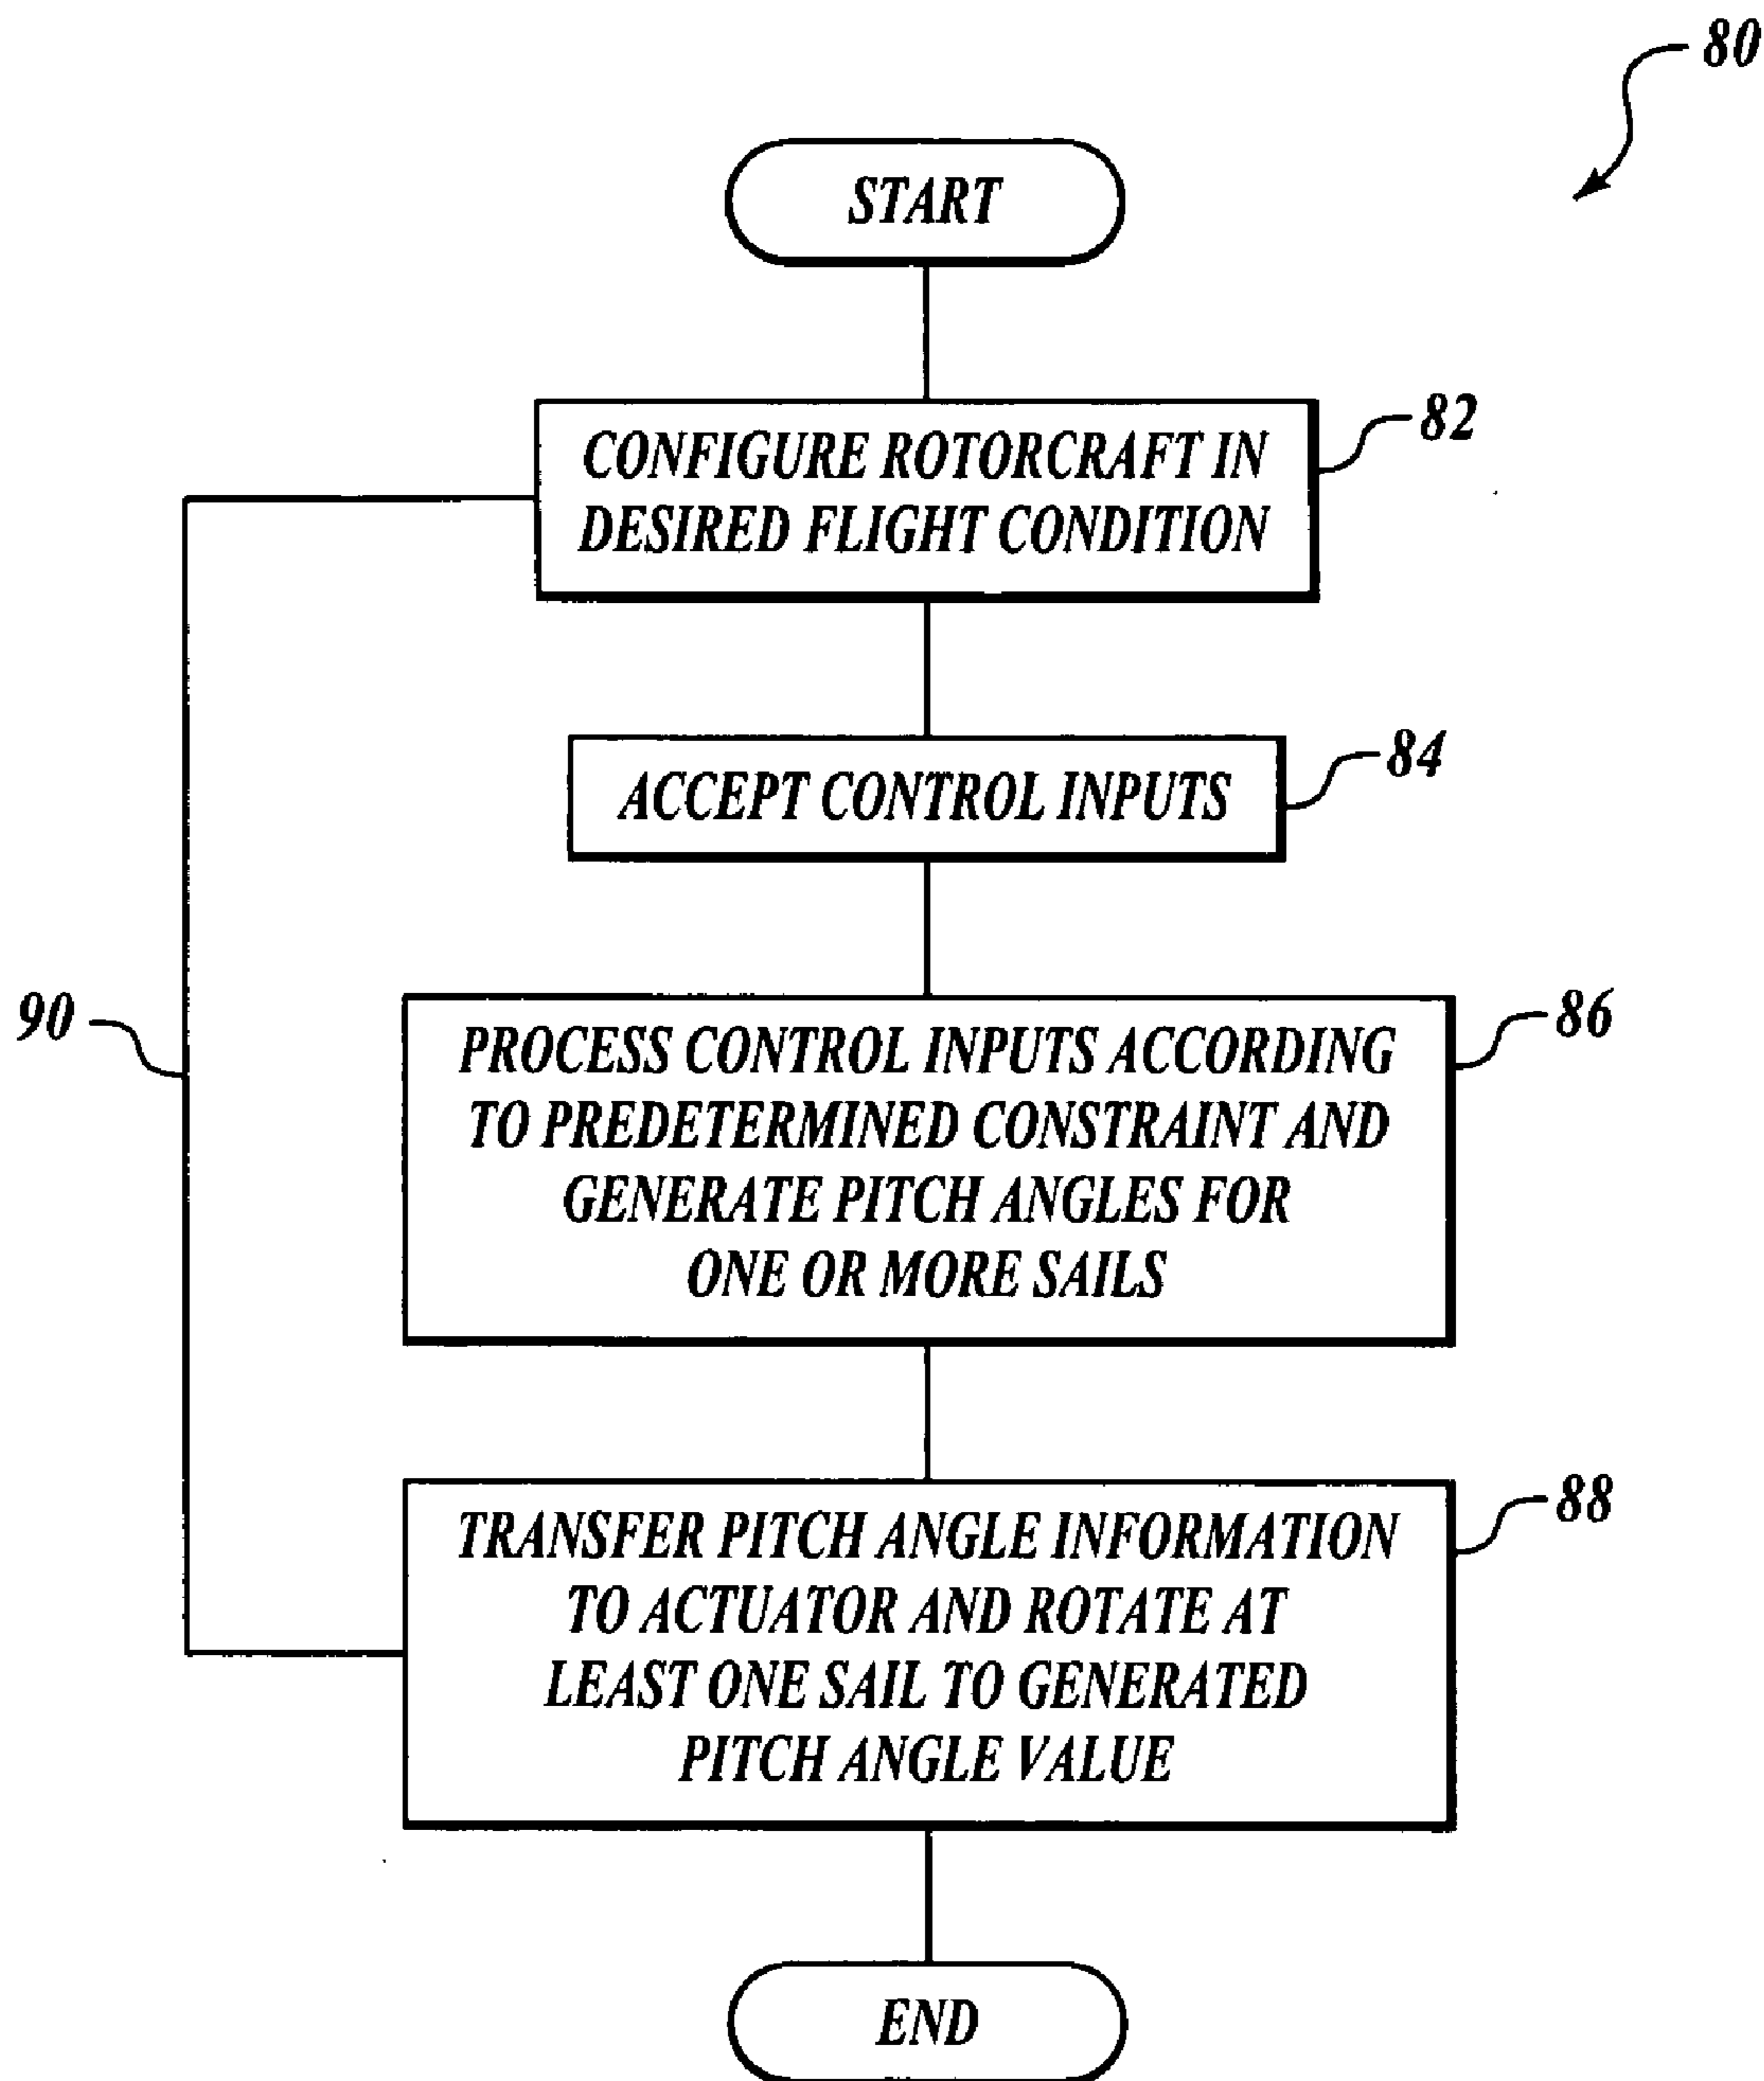 80
START
CONFIGURE ROTORCRAFT IN
DESIRED FLIGHT CONDITION
82
ACCEPT CONTROL INPUTS
84
90
PROCESS CONTROL INPUTS ACCORDING
TO PREDETERMINED CONSTRAINT AND
GENERATE PITCH ANGLES FOR
ONE OR MORE SAILS
86
TRANSFER PITCH ANGLE INFORMATION
TO ACTUATOR AND ROTATE AT
LEAST ONE SAIL TO GENERATED
PITCH ANGLE VALUE
88
END